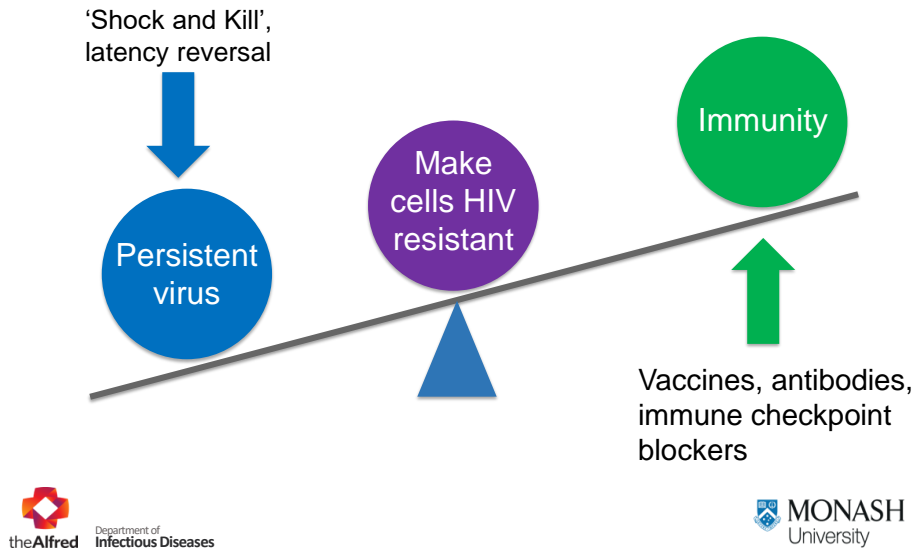 ‘Shock and Kill’,
latency reversal
Immunity
Make
cells HIV
resistant
Persistent
virus
Vaccines, antibodies,
immune checkpoint
blockers
theAlfred
Department of
Infectious Diseases
MONASH
University